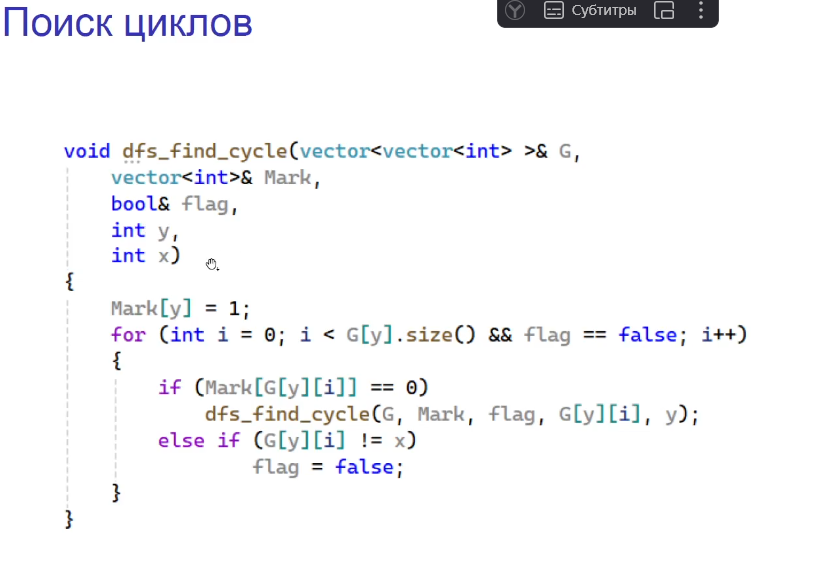 Поиск циклов
Субтитры
void dfs_find_cycle(vector<vector<int> >& G,
vector<int>& Mark,
bool& flag,
int y,
int x)
{
Mark[y] = 1;
for (int i = 0; i < G[y].size() && flag == false; i++)
{
if (Mark[G[y][i]] == 0)
dfs_find_cycle(G, Mark, flag, G[y][i], y);
else if (G[y][i] != x)
flag = false;
}
}